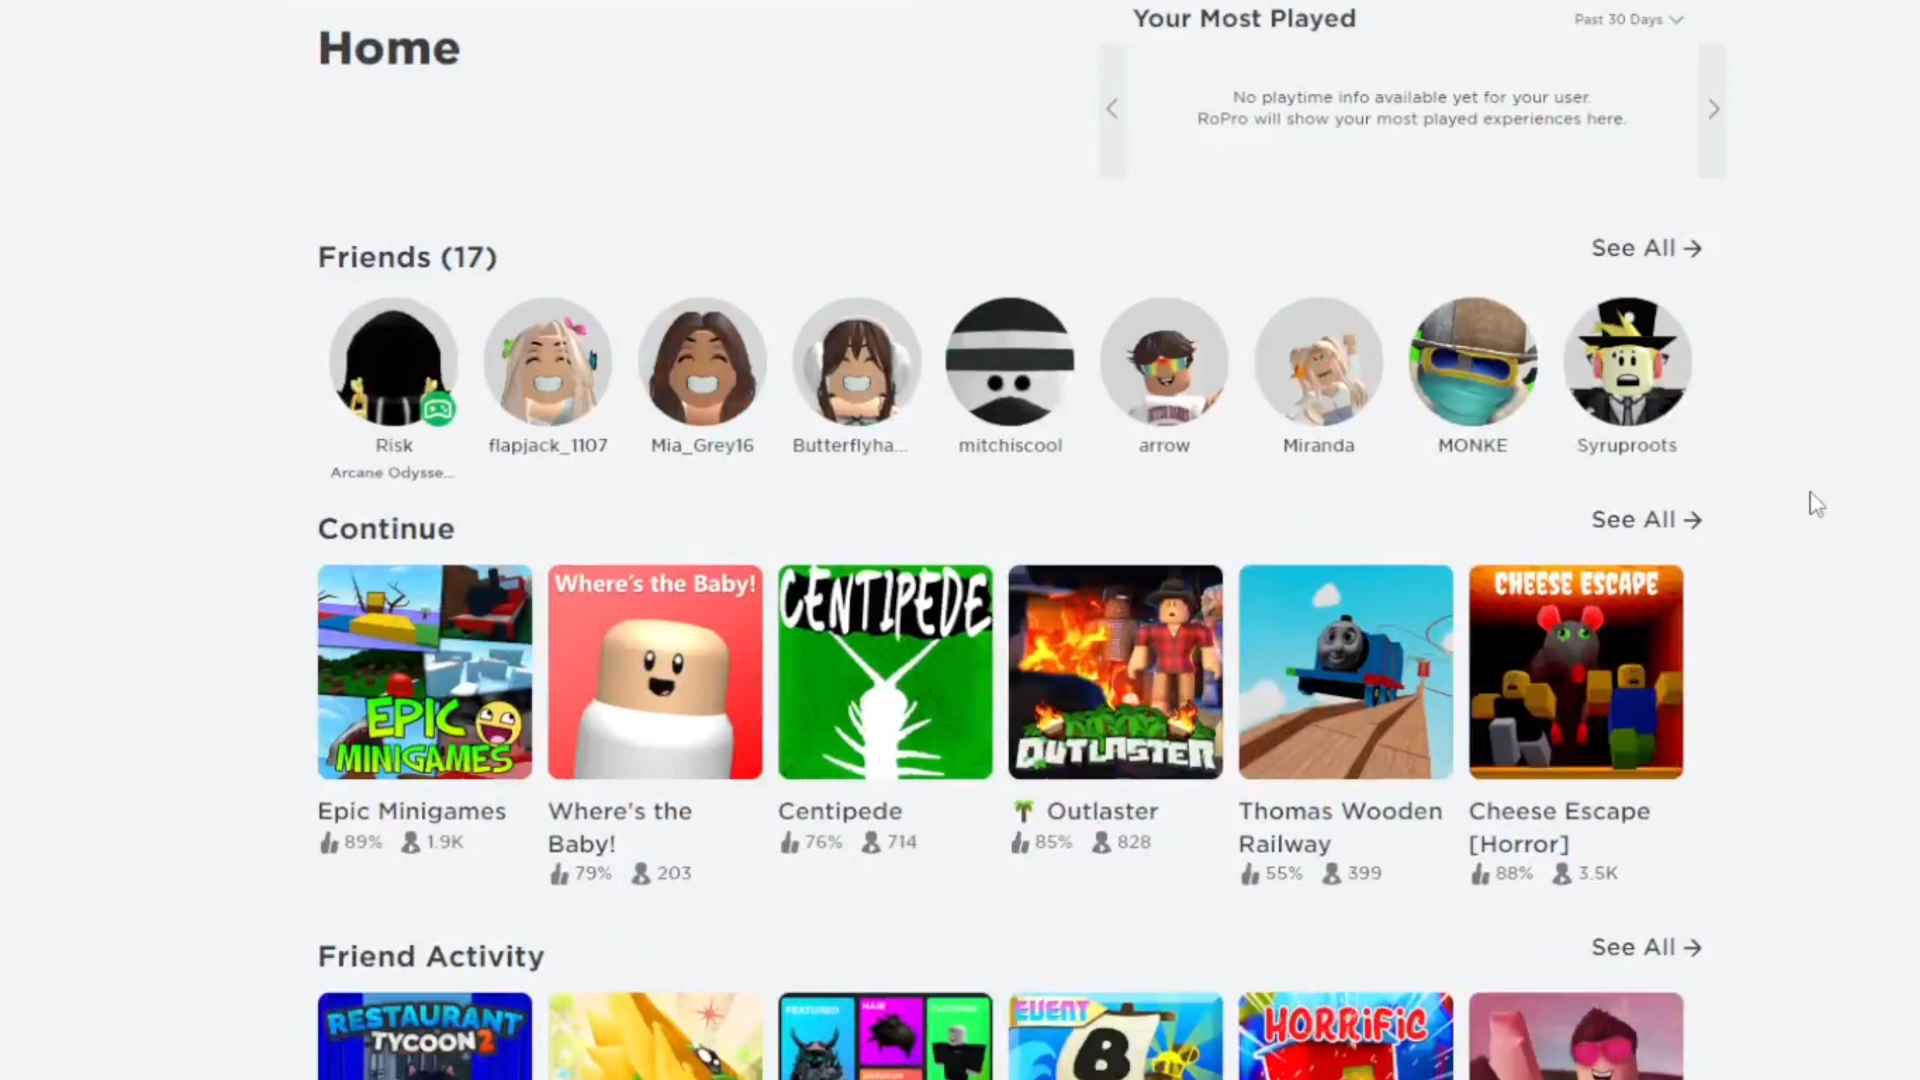 Home
Your Most Played
Past 30 Days
No playtime info available yet for your user.
RoPro will show your most played experiences here.
Friends (17)
See All →
Risk
Arcane Odysse...
flapjack_1107
Mia_Grey16
Butterflyha...
mitchiscool
arrow
Miranda
MONKE
Syruproots
Continue
See All →
EPIC
MINIGAMES
Where's the Baby!
CENTIPEDE
OUTLASTER
CHEESE ESCAPE
Epic Minigames
89% 1.9K
Where's the
Baby!
79% 203
Centipede
76% 714
🌴 Outlaster
85% 828
Thomas Wooden
Railway
55% 399
Cheese Escape
[Horror]
88% 3.5K
Friend Activity
See All →
RESTAURANT
TYCOON 2
FEATURED
HAIR
EVENT
B
HORRiFiC